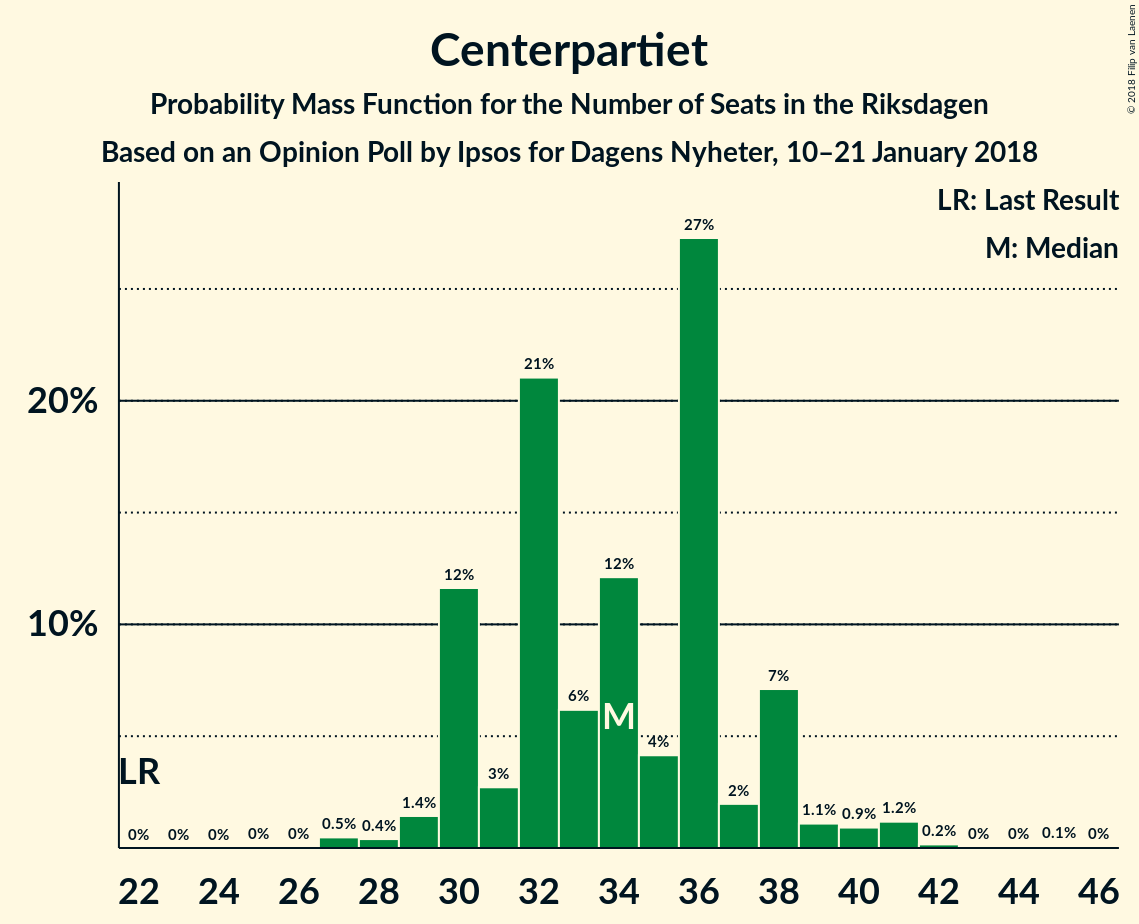 Centerpartiet
Probability Mass Function for the Number of Seats in the Riksdagen
Based on an Opinion Poll by Ipsos for Dagens Nyheter, 10–21 January 2018
© 2018 Filip van Laenen
LR: Last Result
M: Median
27%
21%
20%
12% 12%
10%
7%
6%
M
4%
LR
3%
2%
0% 0% 0% 0% 0% 0.5% 0.4% 1.4% 1.1% 0.9% 1.2% 0.2% 0% 0% 0.1% 0%
22 24 26 28 30 32 34 36 38 40 42 44 46